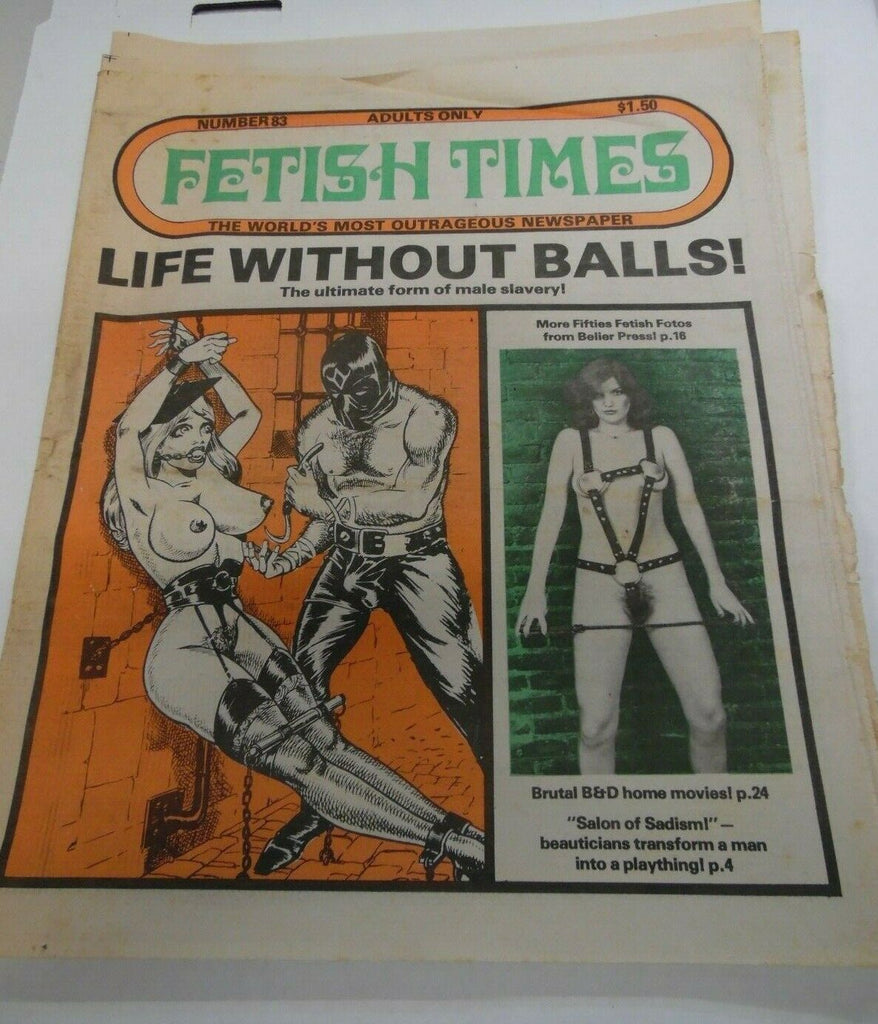 NUMBER 83
ADULTS ONLY
$1.50
FETISH TIMES
THE WORLD'S MOST OUTRAGEOUS NEWSPAPER
LIFE WITHOUT BALLS!
The ultimate form of male slavery!
More Fifties Fetish Fotos
from Belier Press! p.16
Brutal B&D home movies! p.24
"Salon of Sadism!" —
beauticians transform a man
into a plaything! p.4